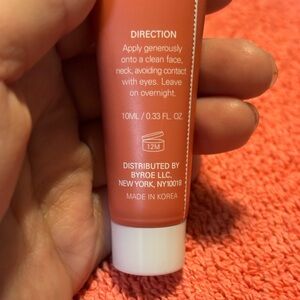 DIRECTION
Apply generously
onto a clean face,
neck, avoiding contact
with eyes. Leave
on overnight.
10ML / 0.33 FL. OZ
12M
DISTRIBUTED BY
BYROE LLC,
NEW YORK, NY10018
MADE IN KOREA